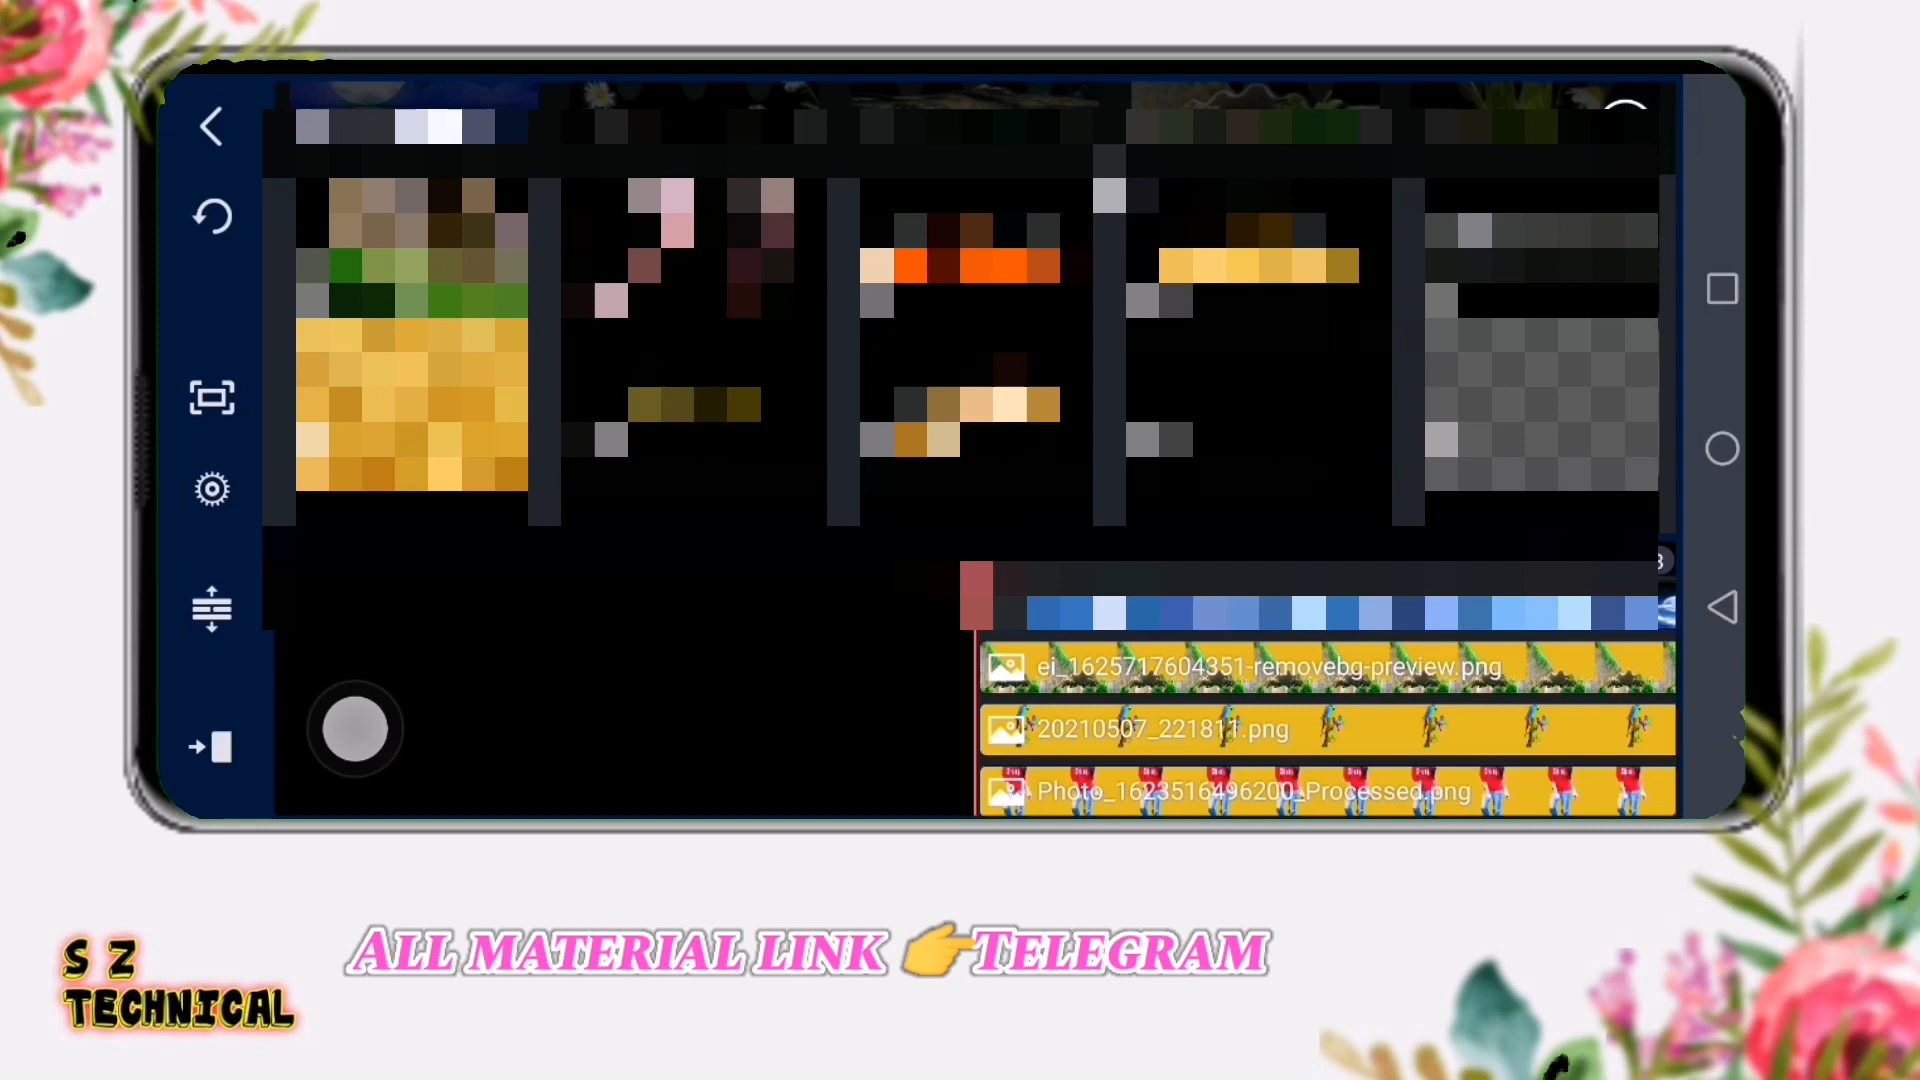 ei_1625717604351-removebg-preview.png
20210507_221811.png
Photo_1623516496200_Processed.png
ALL MATERIAL LINK 👉TELEGRAM
S Z
TECHNICAL